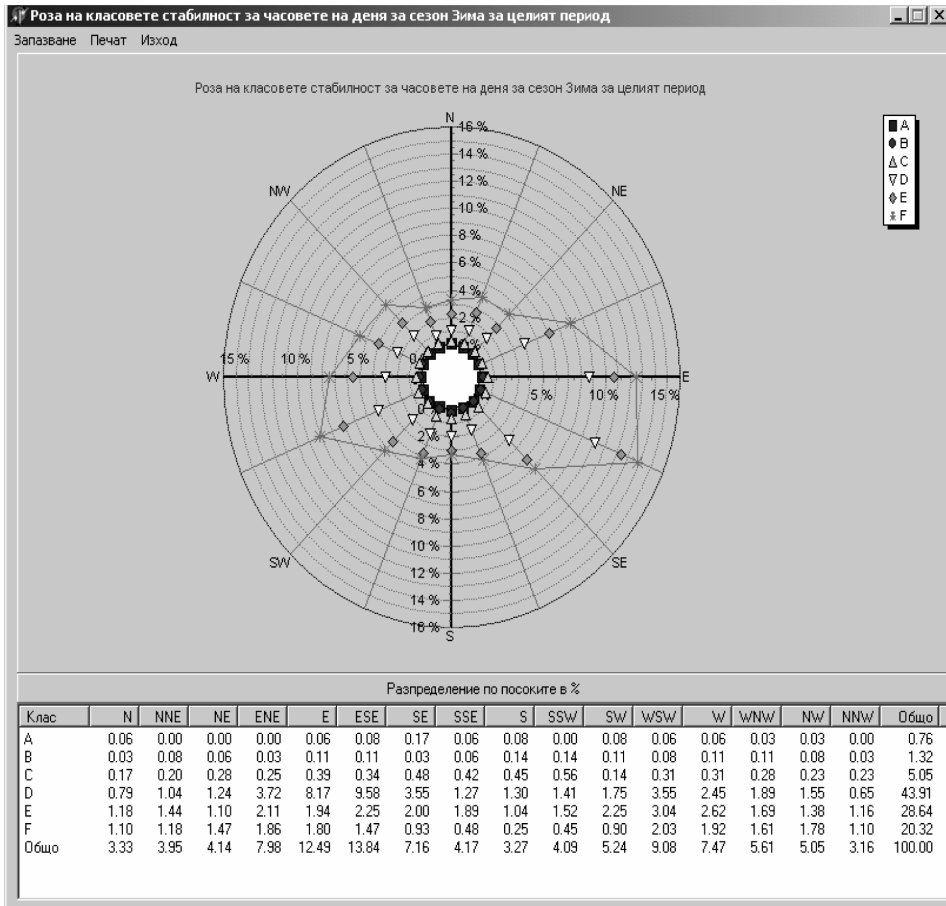 Роза на класовете стабилност за часовете на деня за сезон Зима за целият период
Запазване Печат Изход
Роза на класовете стабилност за часовете на деня за сезон Зима за целият период
N
16 %
14 %
12 %
10 %
8 %
6 %
4 %
2 %
NW
NE
A
B
C
D
E
F
15 % 10 % 5 %
W
E
5 % 10 % 15 %
2 %
4 %
6 %
8 %
10 %
12 %
14 %
16 %
SW
SE
S
Разпределение по посоките в %
Клас N NNE NE ENE E ESE SE SSE S SSW SW WSW W WNW NW NNW Общо
A 0.06 0.00 0.00 0.00 0.06 0.08 0.17 0.06 0.08 0.00 0.08 0.06 0.06 0.03 0.03 0.00 0.76
B 0.03 0.08 0.06 0.03 0.11 0.11 0.03 0.06 0.14 0.14 0.11 0.08 0.11 0.11 0.08 0.03 1.32
C 0.17 0.20 0.28 0.25 0.39 0.34 0.48 0.42 0.45 0.56 0.14 0.31 0.31 0.28 0.23 0.23 5.05
D 0.79 1.04 1.24 3.72 8.17 9.58 3.55 1.27 1.30 1.41 1.75 3.55 2.45 1.89 1.55 0.65 43.91
E 1.18 1.44 1.10 2.11 1.94 2.25 2.00 1.89 1.04 1.52 2.25 3.04 2.62 1.69 1.38 1.16 28.64
F 1.10 1.18 1.47 1.86 1.80 1.47 0.93 0.48 0.25 0.45 0.90 2.03 1.92 1.61 1.78 1.10 20.32
Общо 3.33 3.95 4.14 7.98 12.49 13.84 7.16 4.17 3.27 4.09 5.24 9.08 7.47 5.61 5.05 3.16 100.00